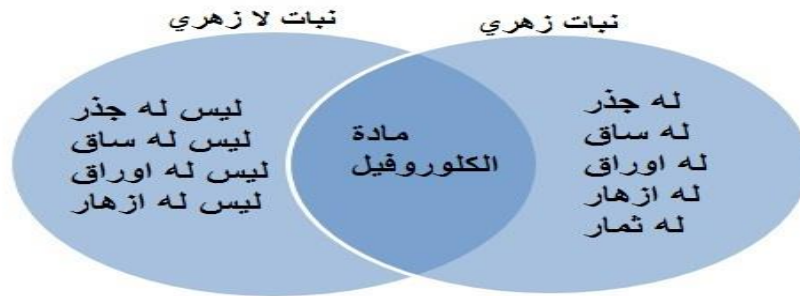 نبات زهري
نبات لا زهري
له جذر
له ساق
له اوراق
له ازهار
له ثمار
مادة
الكلوروفيل
ليس له جذر
ليس له ساق
ليس له اوراق
ليس له ازهار